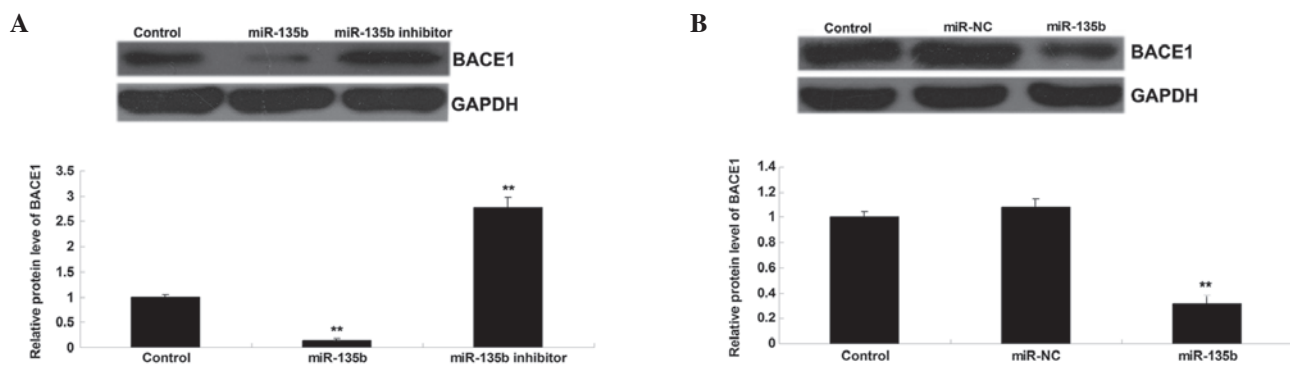 A
Control miR-135b miR-135b inhibitor
BACE1
GAPDH
Relative protein leve of BACE1
3.5
3
2.5
2
1.5
1
0.5
0
**
**
Control miR-135b miR-135b inhibitor
B
Control miR-NC miR-135b
BACE1
GAPDH
Relative protein level of BACE1
1.4
1.2
1
0.8
0.6
0.4
0.2
0
**
Control miR-NC miR-135b